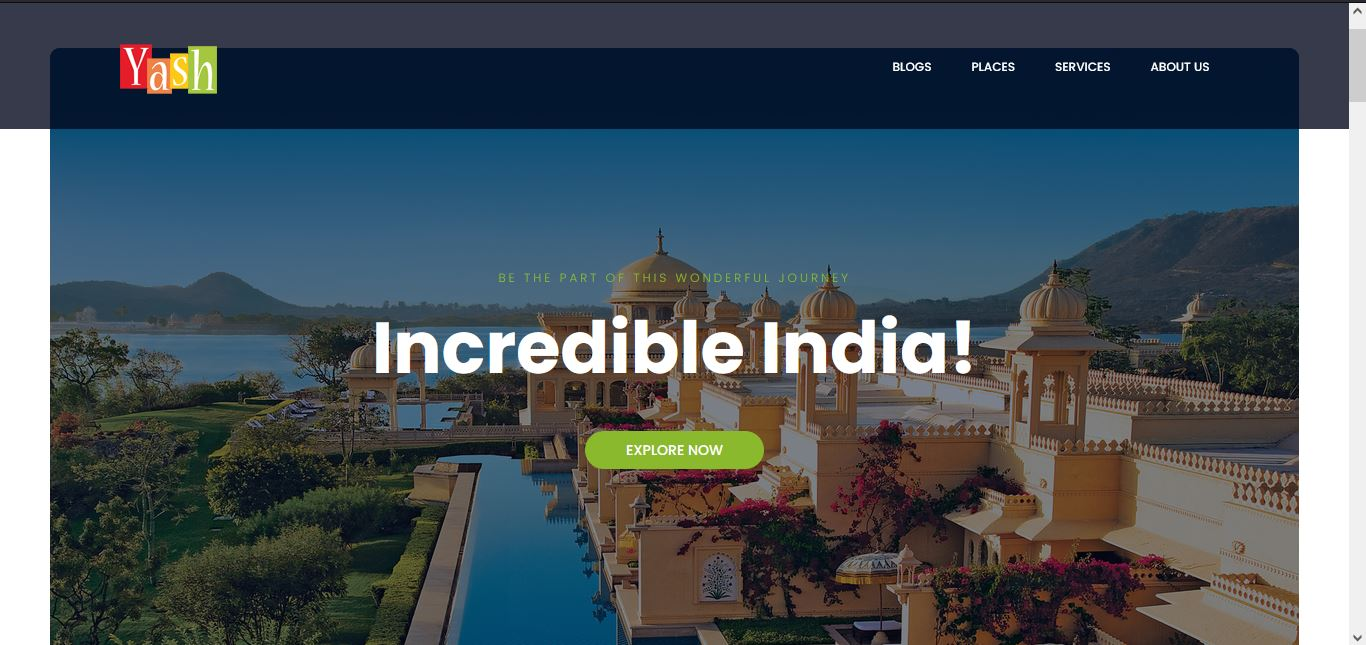 Yash
BLOGS PLACES SERVICES ABOUT US
BE THE PART OF THIS WONDERFUL JOURNEY
Incredible India!
EXPLORE NOW